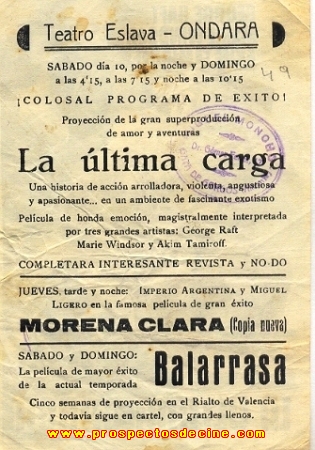 Teatro Eslava - ONDARA
SABADO día 10, por la noche y DOMINGO
a las 4'15, a las 7'15 y noche a las 10'15
49
¡COLOSAL PROGRAMA DE EXITO!
Proyección de la gran superproducción
de amor y aventuras
La última carga
Una historia de acción arrolladora, violenta, angustiosa
y apasionante... en un ambiente de fascinante exotismo
Película de honda emoción, magistralmente interpretada
por tres grandes artistas: George Raft
Marie Windsor y Akim Tamiroff.
COMPLETARA INTERESANTE REVISTA y NO-DO
JUEVES, tarde y noche: IMPERIO ARGENTINA y MIGUEL
LIGERO en la famosa película de gran éxito
MORENA CLARA (Copia nueva)
SABADO y DOMINGO:
La película de mayor éxito
de la actual temporada
Balarrasa
Cinco semanas de proyección en el Rialto de Valencia
y todavía sigue en cartel, con grandes llenos.
www.prospectosdecine.com